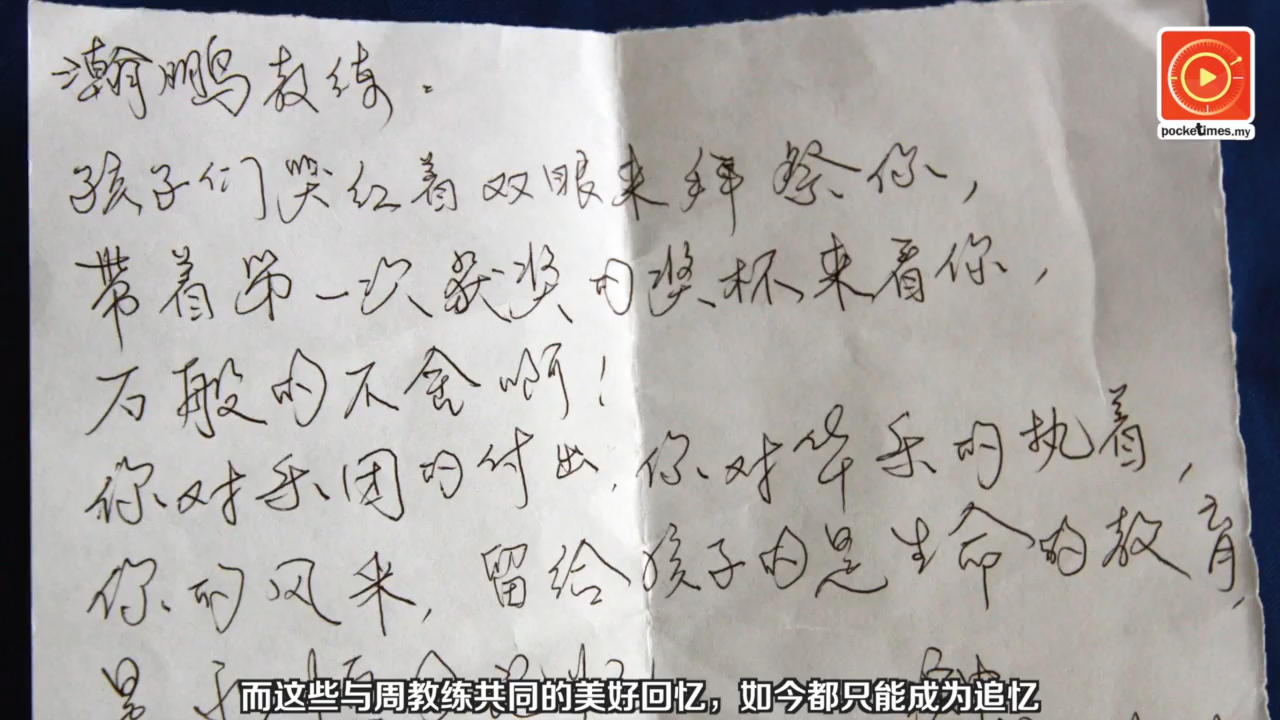 pocketimes.my
瀚鹏教练：
孩子们哭红着双眼来拜祭你，
带着第一次获奖的奖杯来看你，
万般的不舍啊！
你对乐团的付出，你对华乐的执着，
你的风采，留给孩子的是生命的教育，
而这些与周教练共同的美好回忆，如今都只能成为追忆